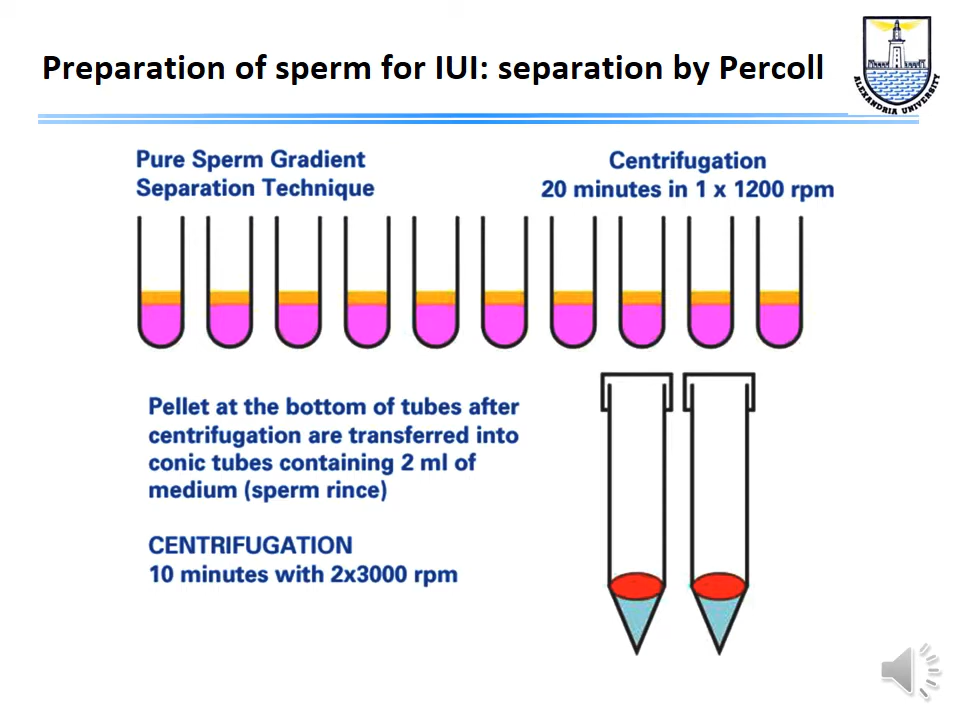 Preparation of sperm for IUI: separation by Percoll
ALEXANDRIA UNIVERSITY
Pure Sperm Gradient
Separation Technique
Centrifugation
20 minutes in 1 x 1200 rpm
Pellet at the bottom of tubes after
centrifugation are transferred into
conic tubes containing 2 ml of
medium (sperm rince)
CENTRIFUGATION
10 minutes with 2x3000 rpm